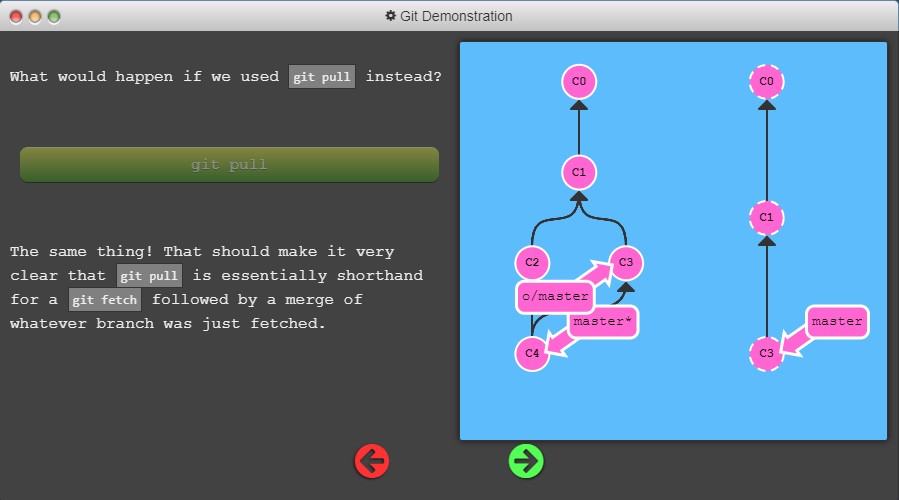 Git Demonstration
What would happen if we used git pull instead?
git pull
The same thing! That should make it very
clear that git pull is essentially shorthand
for a git fetch followed by a merge of
whatever branch was just fetched.
C0
C1
C2
C3
o/master
master*
C4
C0
C1
master
C3